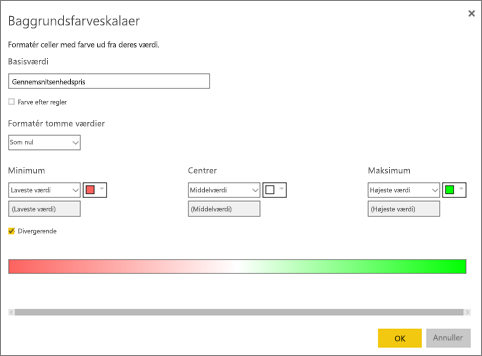 Baggrundsfarveskalaer
Formatér celler med farve ud fra deres værdi.
Basisværdi
Gennemsnitsenhedspris
Farve efter regler
Formatér tomme værdier
Som nul
Minimum Centrer Maksimum
Laveste værdi Middelværdi Højeste værdi
(Laveste værdi) (Middelværdi) (Højeste værdi)
Divergerende
OK Annuller